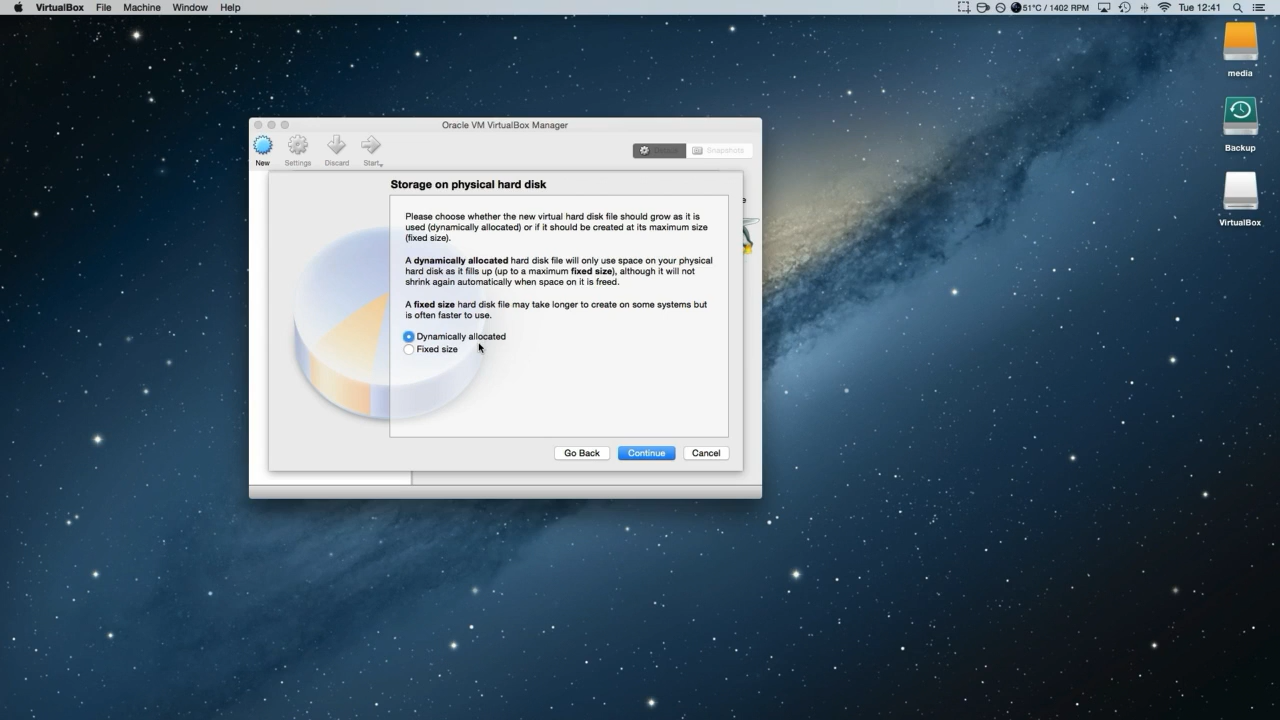 VirtualBox File Machine Window Help
51°C / 1402 RPM Tue 12:41
media
Backup
VirtualBox
Oracle VM VirtualBox Manager
New Settings Discard Start
Snapshots
Storage on physical hard disk
Please choose whether the new virtual hard disk file should grow as it is
used (dynamically allocated) or if it should be created at its maximum size
(fixed size).
A dynamically allocated hard disk file will only use space on your physical
hard disk as it fills up (up to a maximum fixed size), although it will not
shrink again automatically when space on it is freed.
A fixed size hard disk file may take longer to create on some systems but
is often faster to use.
Dynamically allocated
Fixed size
Go Back Continue Cancel